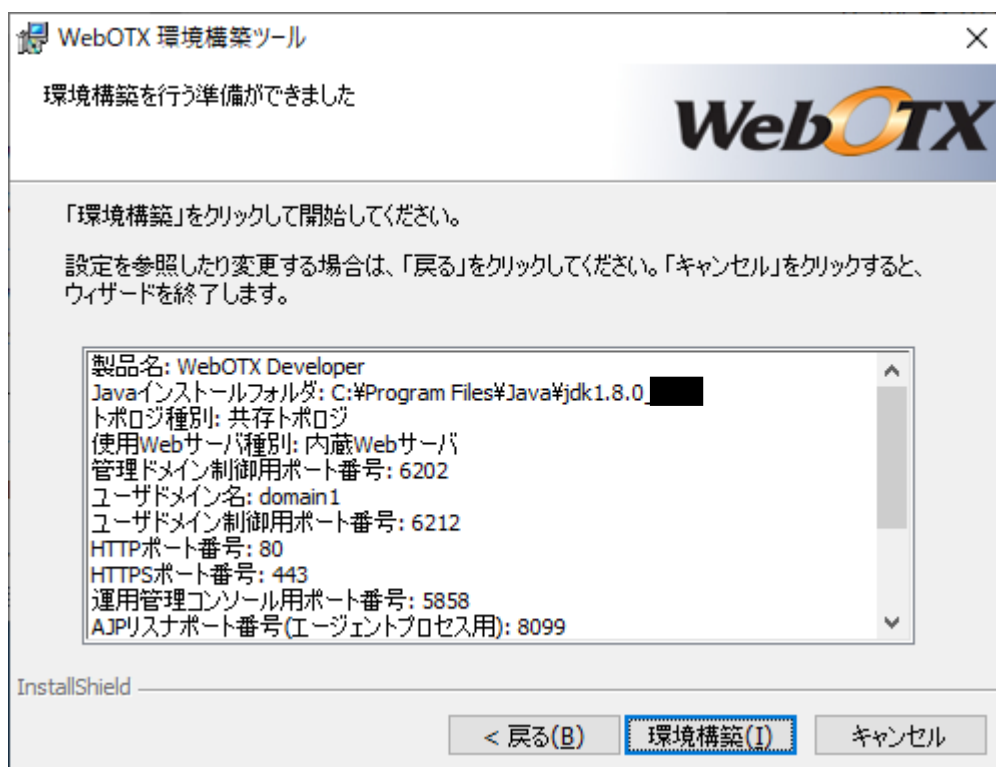 WebOTX 環境構築ツール
環境構築を行う準備ができました
WebOTX
「環境構築」をクリックして開始してください。
設定を参照したり変更する場合は、「戻る」をクリックしてください。「キャンセル」をクリックすると、
ウィザードを終了します。
製品名: WebOTX Developer
Javaインストールフォルダ: C:¥Program Files¥Java¥jdk1.8.0_
トポロジ種別: 共存トポロジ
使用Webサーバ種別: 内蔵Webサーバ
管理ドメイン制御用ポート番号: 6202
ユーザドメイン名: domain1
ユーザドメイン制御用ポート番号: 6212
HTTPポート番号: 80
HTTPSポート番号: 443
運用管理コンソール用ポート番号: 5858
AJPリスナポート番号(エージェントプロセス用): 8099
InstallShield
< 戻る(B)
環境構築(I)
キャンセル